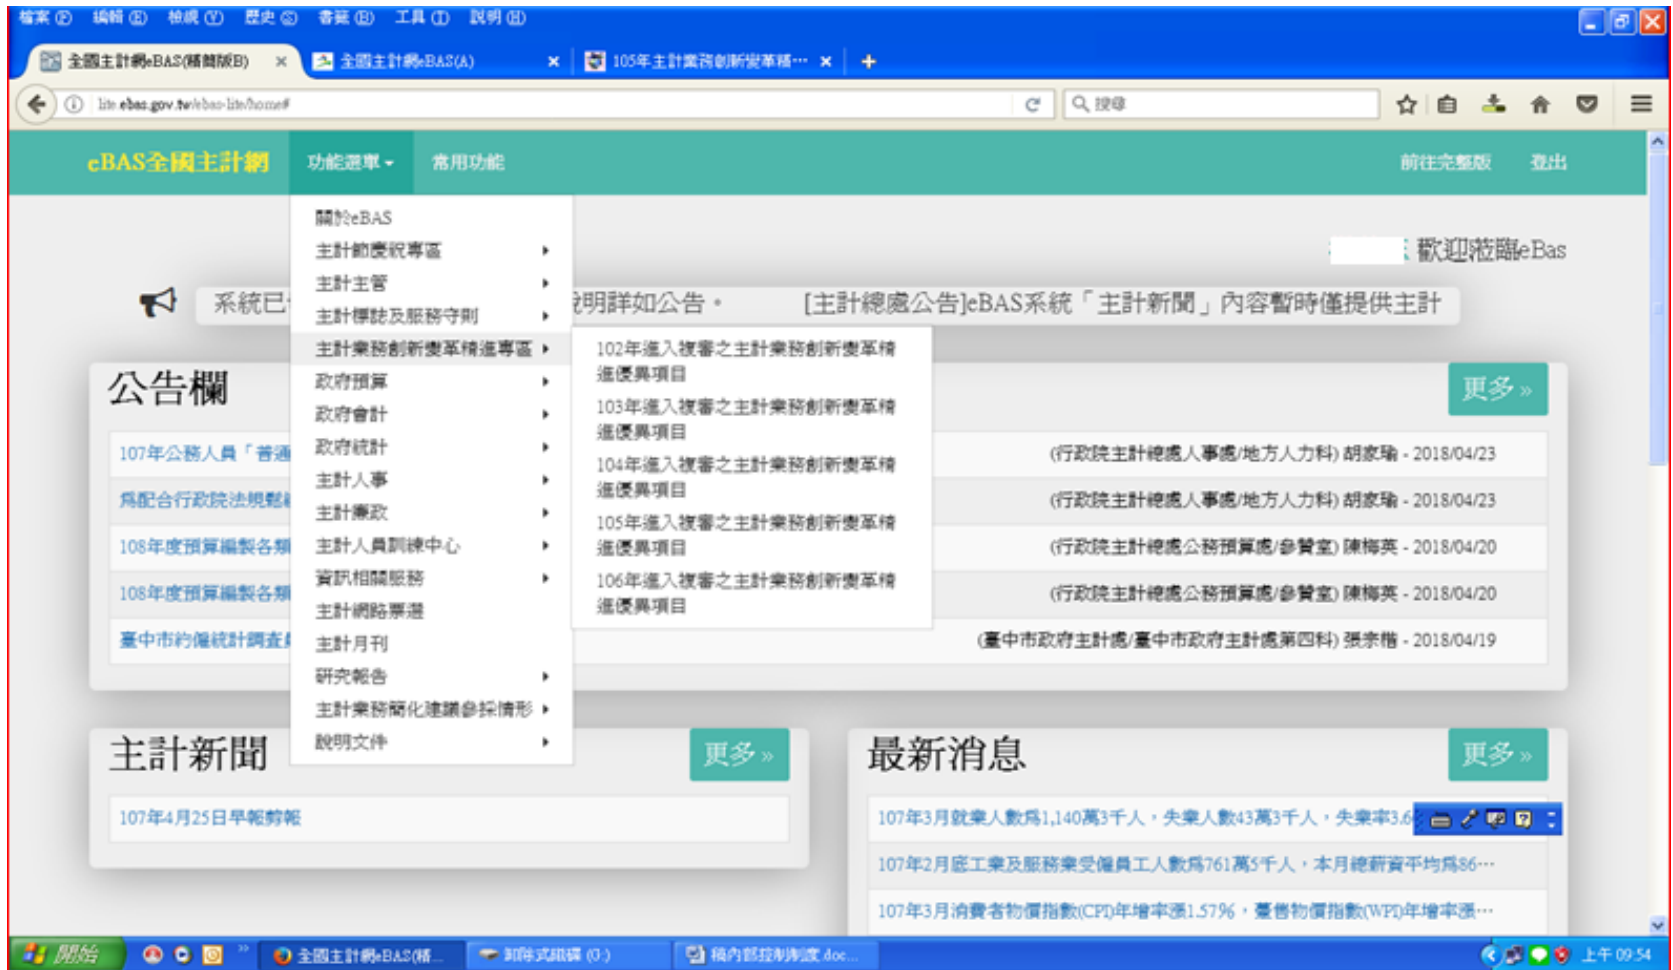 檔案(F) 編輯(E) 檢視(V) 歷史(S) 書籤(B) 工具(T) 說明(H)
全國主計網eBAS(精簡版B) × 全國主計網eBAS(A) × 105年主計業務創新變革精… × +
lite.ebas.gov.tw/ebas-lite/home# 搜尋
eBAS全國主計網 功能選單 常用功能 前往完整版 登出
關於eBAS
主計節慶祝專區
主計主管
主計標誌及服務守則
主計業務創新變革精進專區
政府預算
政府會計
政府統計
主計人事
主計廉政
主計人員訓練中心
資訊相關服務
主計網路票選
主計月刊
研究報告
主計業務簡化建議參採情形
說明文件
102年進入複審之主計業務創新變革精
進優異項目
103年進入複審之主計業務創新變革精
進優異項目
104年進入複審之主計業務創新變革精
進優異項目
105年進入複審之主計業務創新變革精
進優異項目
106年進入複審之主計業務創新變革精
進優異項目
歡迎蒞臨eBas
系統已 說明詳如公告。 [主計總處公告]eBAS系統「主計新聞」內容暫時僅提供主計
公告欄 更多»
107年公務人員「普通 (行政院主計總處人事處/地方人力科) 胡家瑜 - 2018/04/23
為配合行政院法規鬆 (行政院主計總處人事處/地方人力科) 胡家瑜 - 2018/04/23
108年度預算編製各類 (行政院主計總處公務預算處/參贊室) 陳梅英 - 2018/04/20
108年度預算編製各類 (行政院主計總處公務預算處/參贊室) 陳梅英 - 2018/04/20
臺中市約僱統計調查 (臺中市政府主計處/臺中市政府主計處第四科) 張宗楷 - 2018/04/19
主計新聞 更多»
107年4月25日早報剪報
最新消息 更多»
107年3月就業人數為1,140萬3千人，失業人數43萬3千人，失業率3.6
107年2月底工業及服務業受僱員工人數為761萬5千人，本月總薪資平均為86…
107年3月消費者物價指數(CPI)年增率漲1.57%，躉售物價指數(WPI)年增率漲…
開始 全國主計網eBAS(精... 卸除式磁碟 (G:) 稿內部控制制度.doc... 上午 09:54